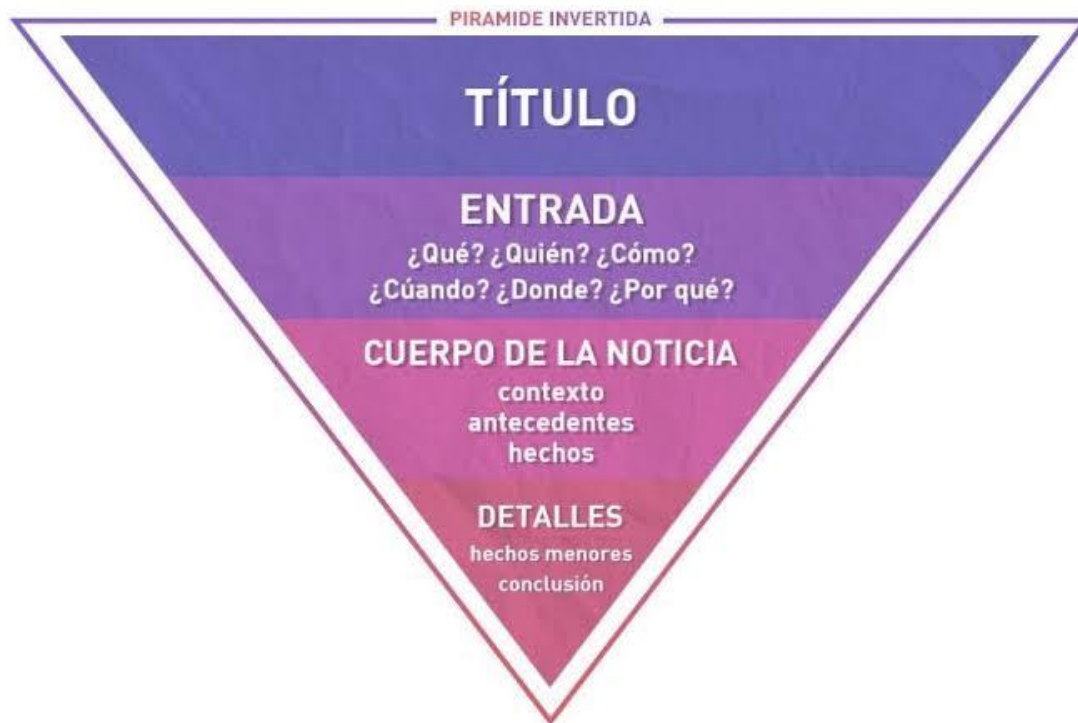 PIRAMIDE INVERTIDA
TÍTULO
ENTRADA
¿Qué? ¿Quién? ¿Cómo?
¿Cúando? ¿Donde? ¿Por qué?
CUERPO DE LA NOTICIA
contexto
antecedentes
hechos
DETALLES
hechos menores
conclusión